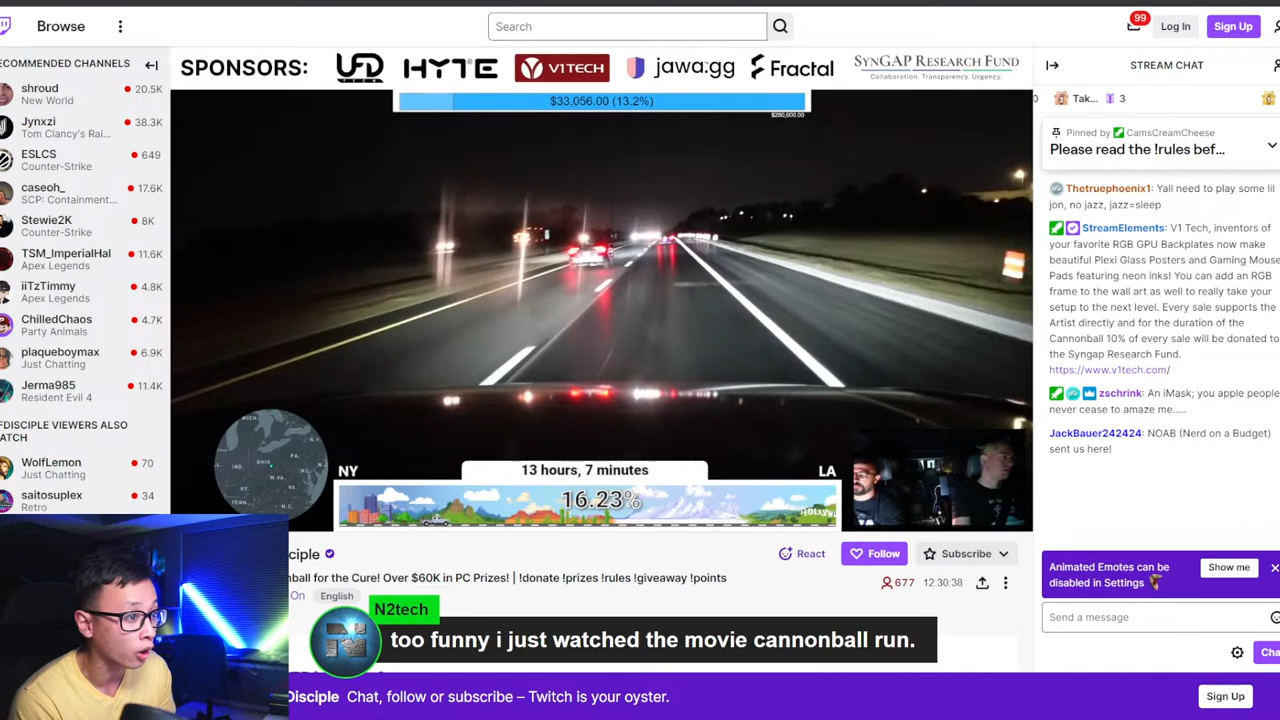 Browse
Search
99
Log In
Sign Up
RECOMMENDED CHANNELS
shroud
New World
20.5K
Jynxzi
Tom Clancy's Rai...
38.3K
ESLCS
Counter-Strike
649
caseoh_
SCP: Containment...
17.6K
Stewie2K
Counter-Strike
8K
TSM_ImperialHal
Apex Legends
11.6K
iiTzTimmy
Apex Legends
4.8K
ChilledChaos
Party Animals
4.7K
plaqueboymax
Just Chatting
6.9K
Jerma985
Resident Evil 4
11.4K
FDISCIPLE VIEWERS ALSO
WATCH
WolfLemon
Just Chatting
70
saitosuplex
Retro
34
SPONSORS:
UFD
TECH
HYTE
V1TECH
jawa.gg
Fractal
SYNGAP RESEARCH FUND
Collaboration. Transparency. Urgency.
$33,056.00 (13.2%)
$250,000.00
NY
13 hours, 7 minutes
LA
16.23%
ciple
React
Follow
Subscribe
nball for the Cure! Over $60K in PC Prizes! | !donate !prizes !rules !giveaway !points
677
12:30:38
On
English
N2tech
too funny i just watched the movie cannonball run.
Disciple Chat, follow or subscribe – Twitch is your oyster.
Sign Up
STREAM CHAT
Tak...
3
Pinned by CamsCreamCheese
Please read the !rules bef...
Thetruephoenix1: Yall need to play some lil
jon, no jazz, jazz=sleep
StreamElements: V1 Tech, inventors of
your favorite RGB GPU Backplates now make
beautiful Plexi Glass Posters and Gaming Mouse
Pads featuring neon inks! You can add an RGB
frame to the wall art as well to really take your
setup to the next level. Every sale supports the
Artist directly and for the duration of the
Cannonball 10% of every sale will be donated to
the Syngap Research Fund.
https://www.v1tech.com/
zschrink: An iMask; you apple people
never cease to amaze me.....
JackBauer242424: NOAB (Nerd on a Budget)
sent us here!
Animated Emotes can be
disabled in Settings
Show me
Send a message
Cha